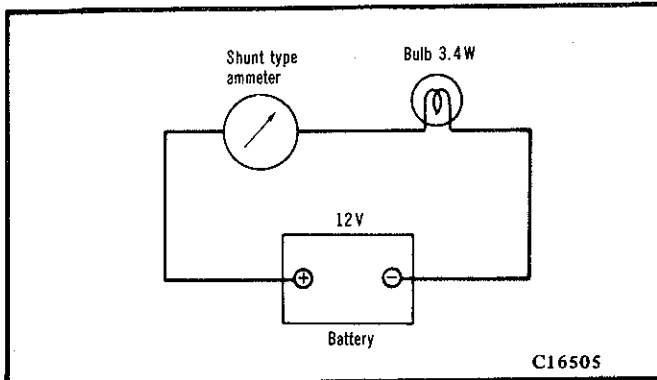 Shunt type
ammeter
Bulb 3.4W
12V
+
−
Battery
C16505